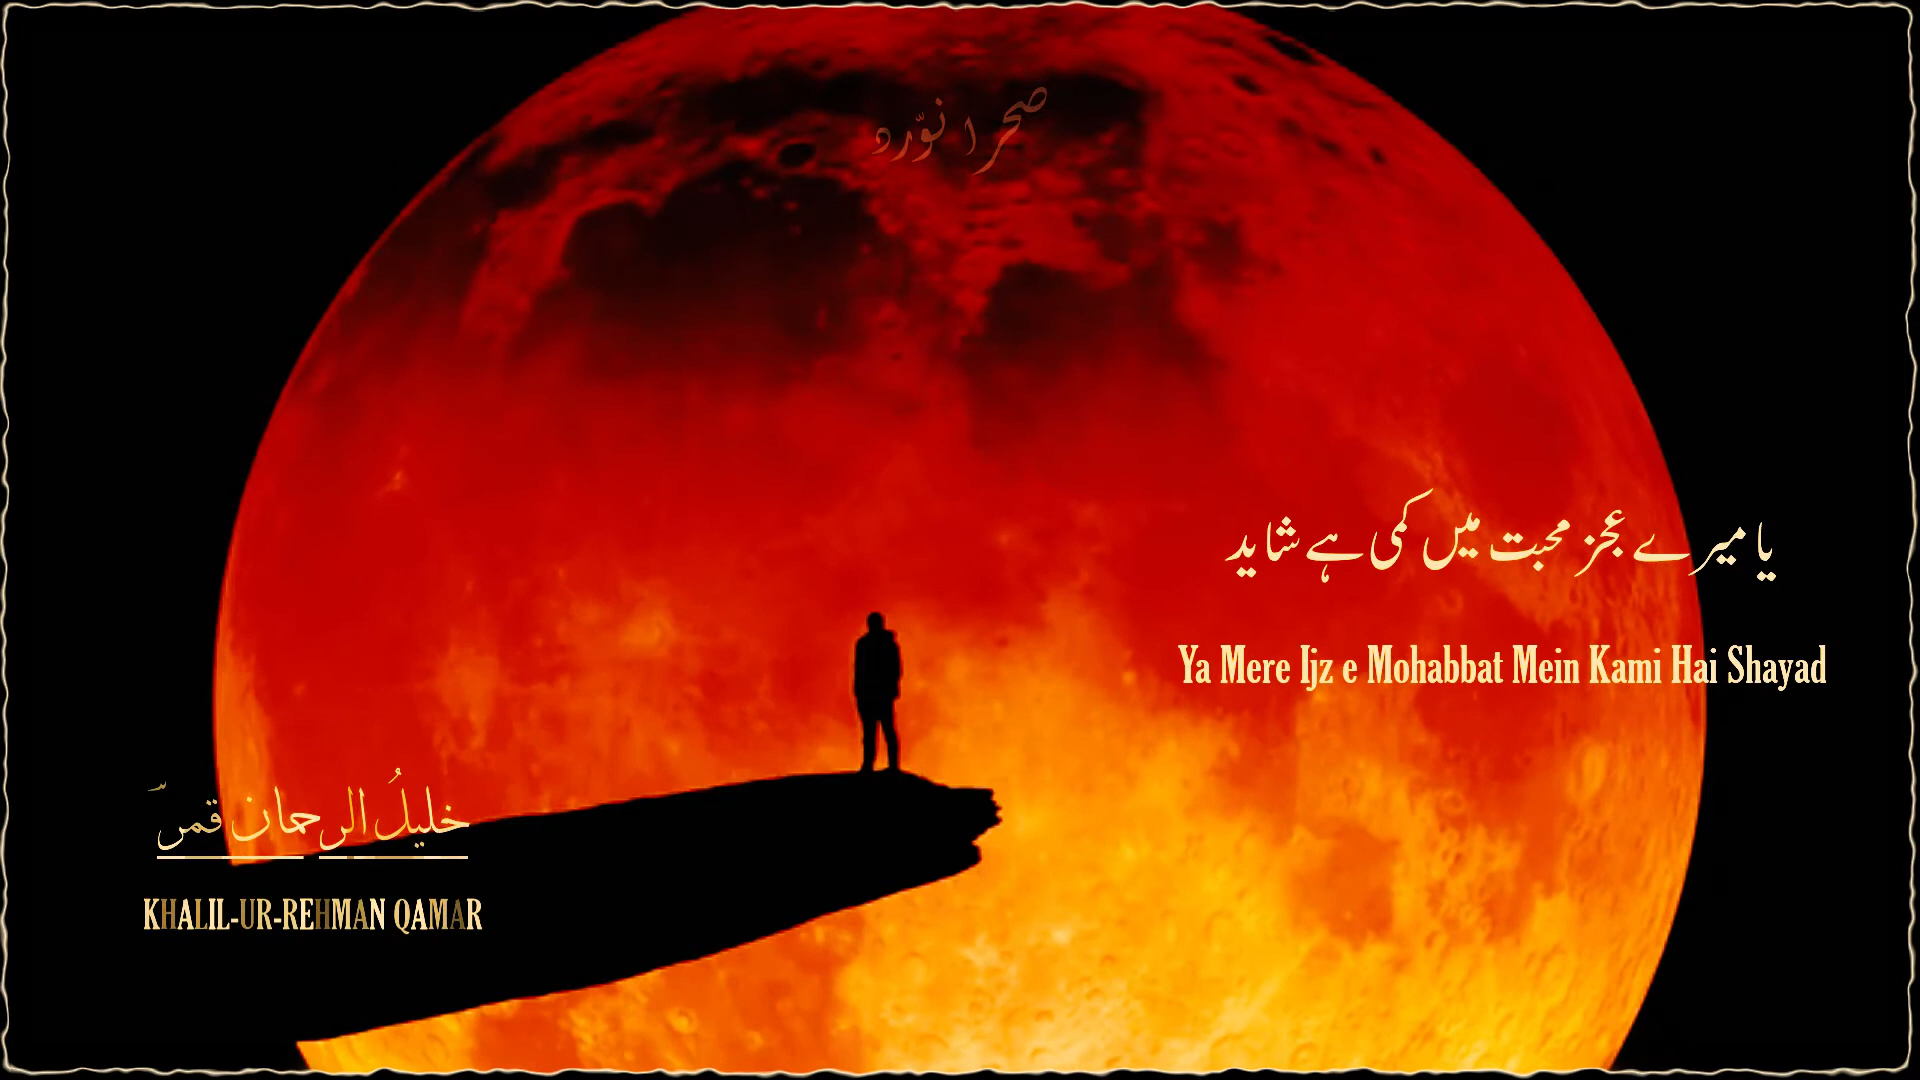 صحرا نوّرد
یا میرے عجز محبت میں کمی ہے شاید
Ya Mere Ijz e Mohabbat Mein Kami Hai Shayad
خلیلُ الرحمان قمرؔ
KHALIL-UR-REHMAN QAMAR